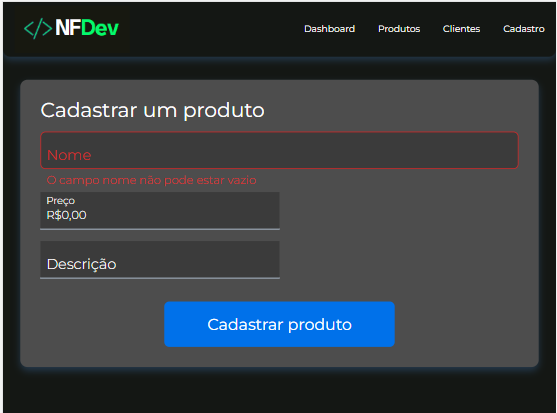 </> NFDev
Dashboard Produtos Clientes Cadastro
Cadastrar um produto
Nome
O campo nome não pode estar vazio
Preço
R$0,00
Descrição
Cadastrar produto